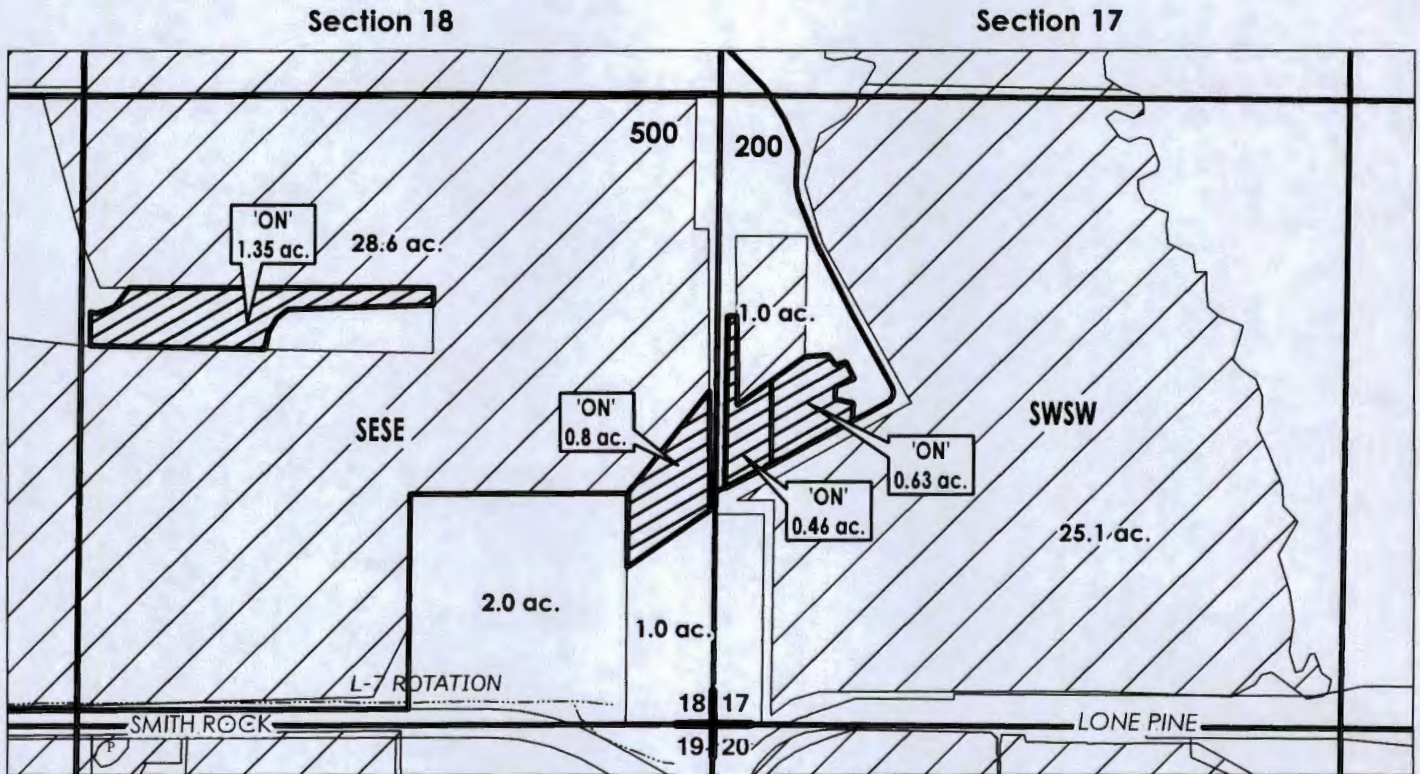 Section 18
Section 17
500
200
'ON'
1.35 ac.
28.6 ac.
1.0 ac.
'ON'
0.8 ac.
SESE
SWSW
'ON'
0.63 ac.
'ON'
0.46 ac.
25.1 ac.
2.0 ac.
1.0 ac.
L-7 ROTATION
18 17
SMITH ROCK
LONE PINE
19 20
P